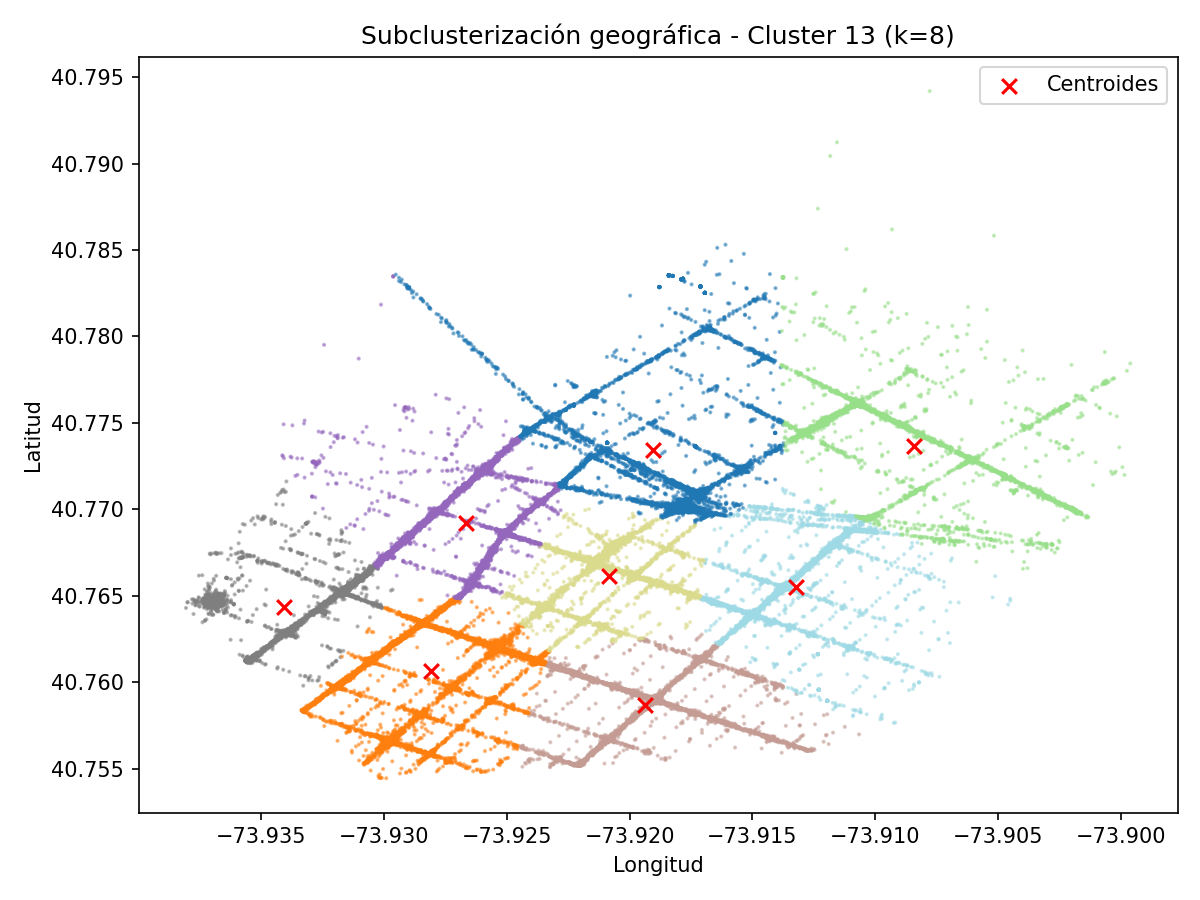 Subclusterización geográfica - Cluster 13 (k=8)
Centroides
40.795
40.790
40.785
40.780
40.775
40.770
40.765
40.760
40.755
Latitud
−73.935 −73.930 −73.925 −73.920 −73.915 −73.910 −73.905 −73.900
Longitud